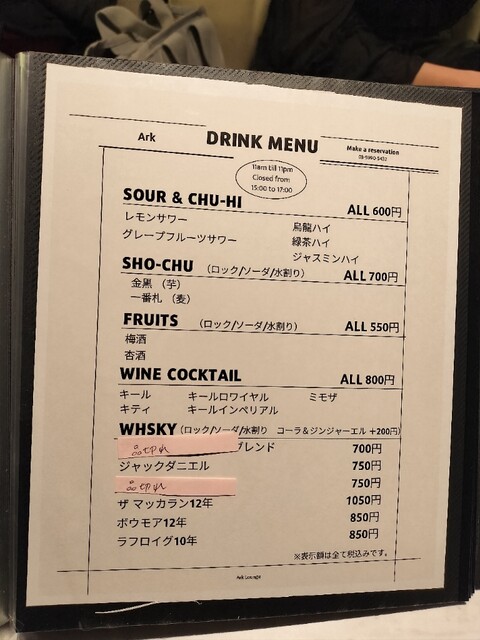 Ark
DRINK MENU
Make a reservation
11am till 11pm
Closed from
15:00 to 17:00
SOUR & CHU-HI ALL 600円
レモンサワー 烏龍ハイ
グレープフルーツサワー 緑茶ハイ
ジャスミンハイ
SHO-CHU (ロック/ソーダ/水割り) ALL 700円
金黒 (芋)
一番札 (麦)
FRUITS (ロック/ソーダ/水割り) ALL 550円
梅酒
杏酒
WINE COCKTAIL ALL 800円
キール キールロワイヤル ミモザ
キティ キールインペリアル
WHSKY (ロック/ソーダ/水割り コーラ&ジンジャーエール +200円)
品切れ ブレンド 700円
ジャックダニエル 750円
品切れ 750円
ザ マッカラン12年 1050円
ボウモア12年 850円
ラフロイグ10年 850円
※表示額は全て税込みです。
Ark Lounge